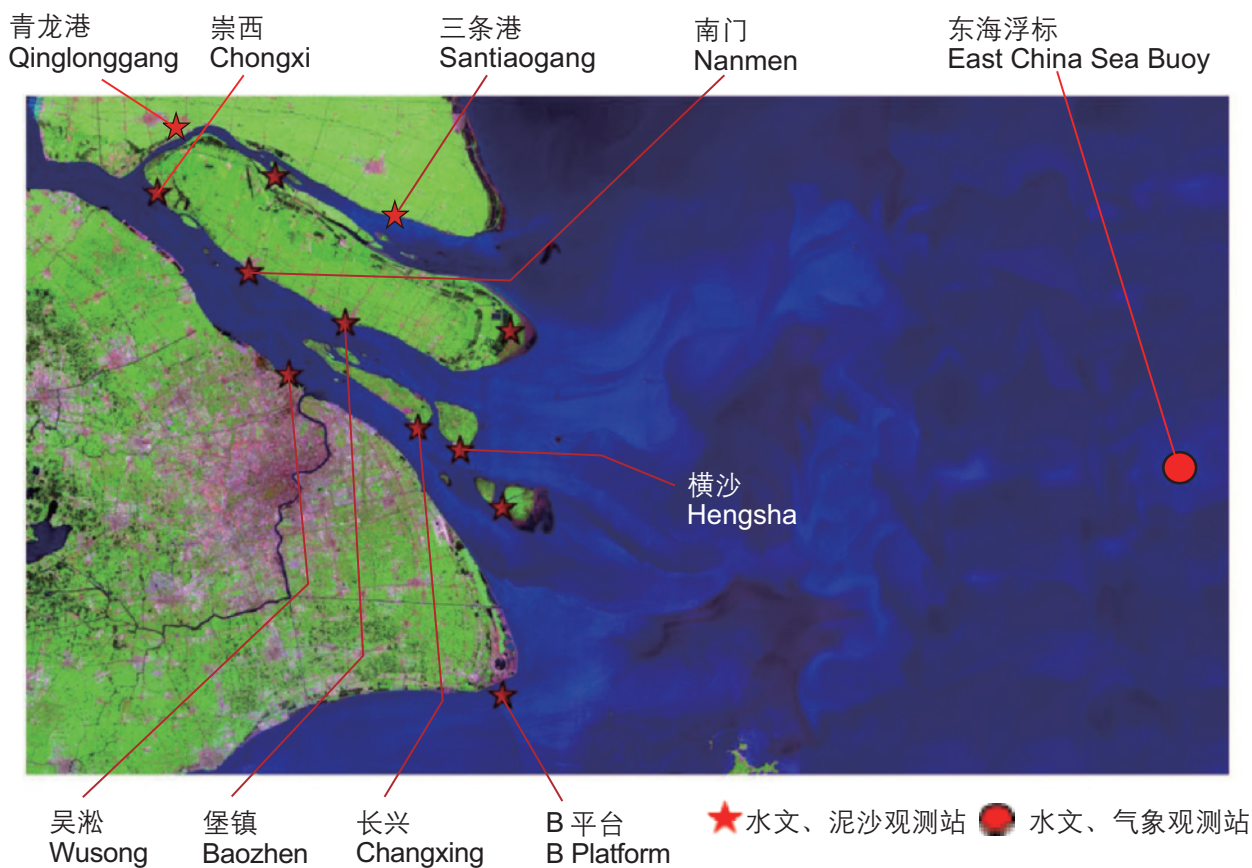 青龙港
Qinglonggang
崇西
Chongxi
三条港
Santiaogang
南门
Nanmen
东海浮标
East China Sea Buoy
横沙
Hengsha
吴淞
Wusong
堡镇
Baozhen
长兴
Changxing
B 平台
B Platform
水文、泥沙观测站
水文、气象观测站